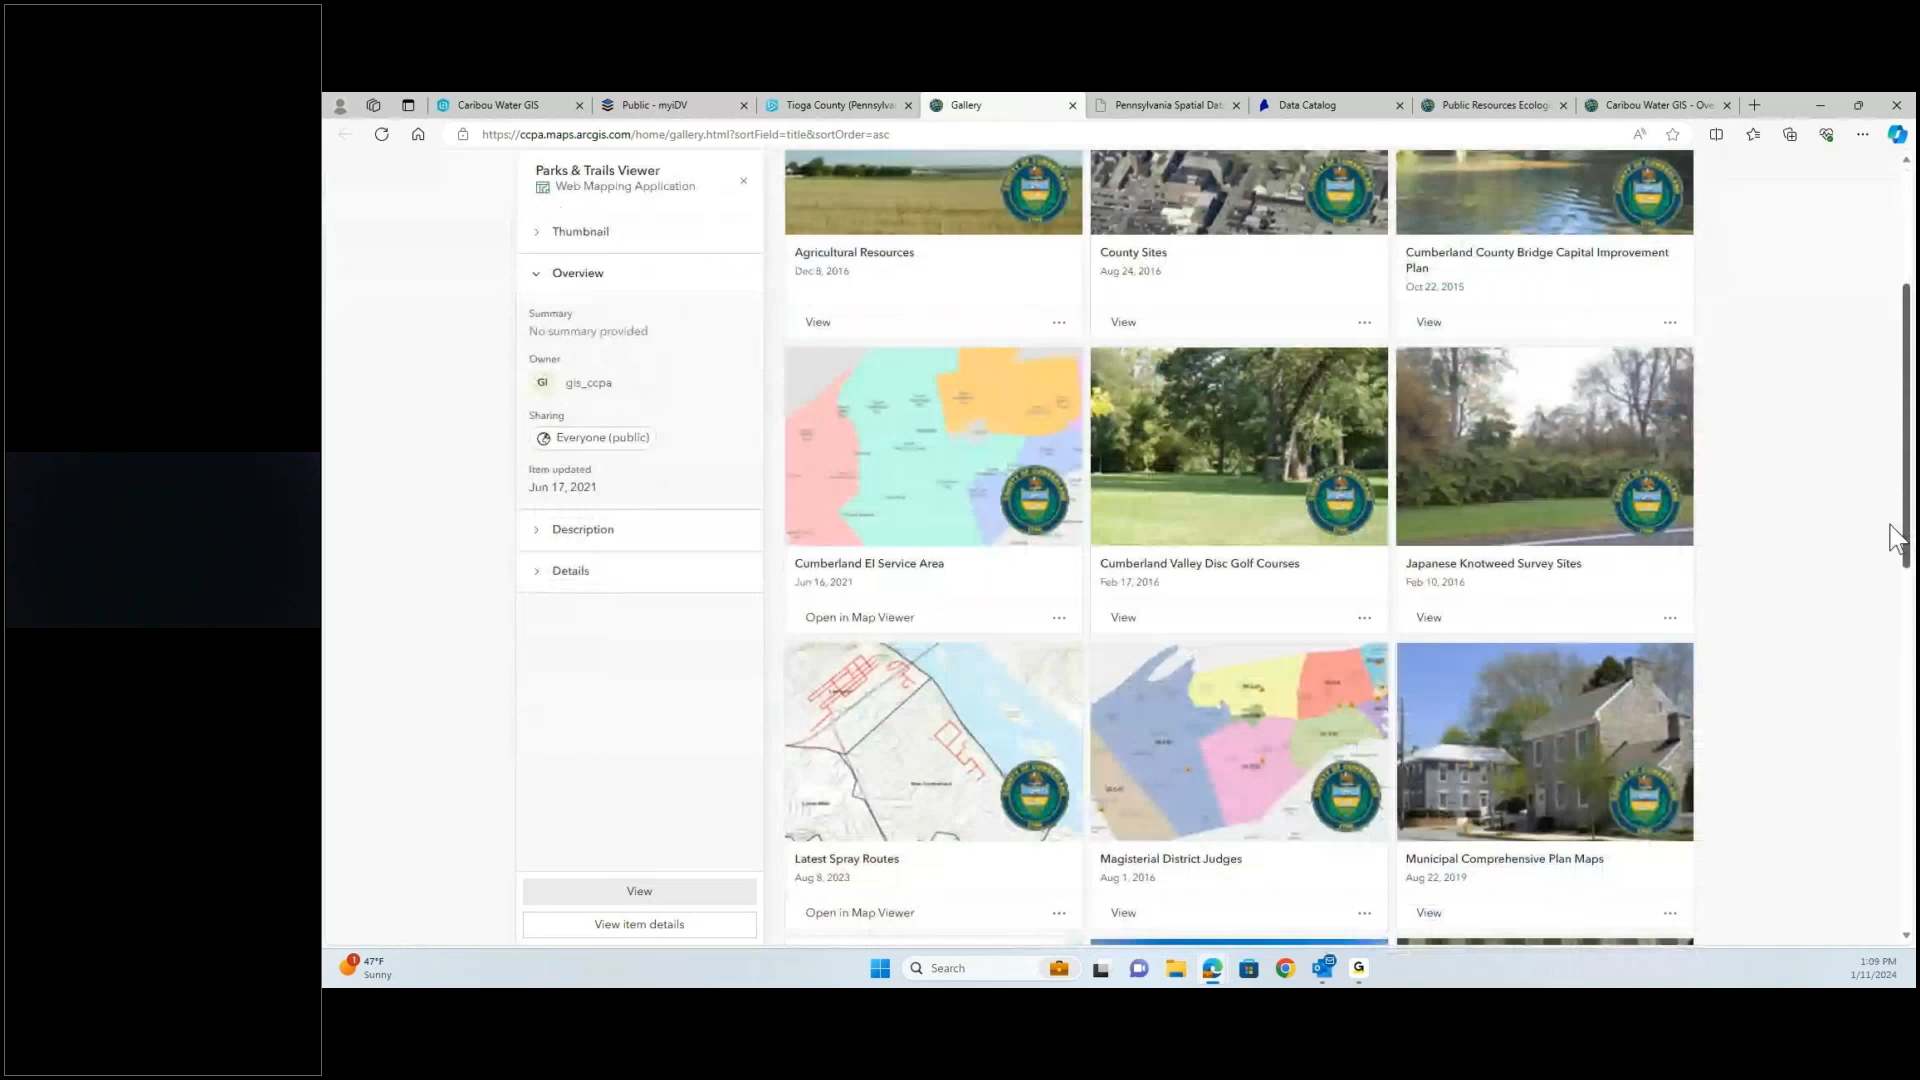 Caribou Water GIS
Public - myiDV
Tioga County (Pennsylva
Gallery
Pennsylvania Spatial Dat
Data Catalog
Public Resources Ecolog
Caribou Water GIS - Ove
https://ccpa.maps.arcgis.com/home/gallery.html?sortField=title&sortOrder=asc
Parks & Trails Viewer
Web Mapping Application
Thumbnail
Overview
Summary
No summary provided
Owner
GI gis_ccpa
Sharing
Everyone (public)
Item updated
Jun 17, 2021
Description
Details
View
View item details
Agricultural Resources
Dec 8, 2016
View
County Sites
Aug 24, 2016
View
Cumberland County Bridge Capital Improvement
Plan
Oct 22, 2015
View
Cumberland EI Service Area
Jun 16, 2021
Open in Map Viewer
Cumberland Valley Disc Golf Courses
Feb 17, 2016
View
Japanese Knotweed Survey Sites
Feb 10, 2016
View
Latest Spray Routes
Aug 8, 2023
Open in Map Viewer
Magisterial District Judges
Aug 1, 2016
View
Municipal Comprehensive Plan Maps
Aug 22, 2019
View
1
47°F
Sunny
Search
1:09 PM
1/11/2024